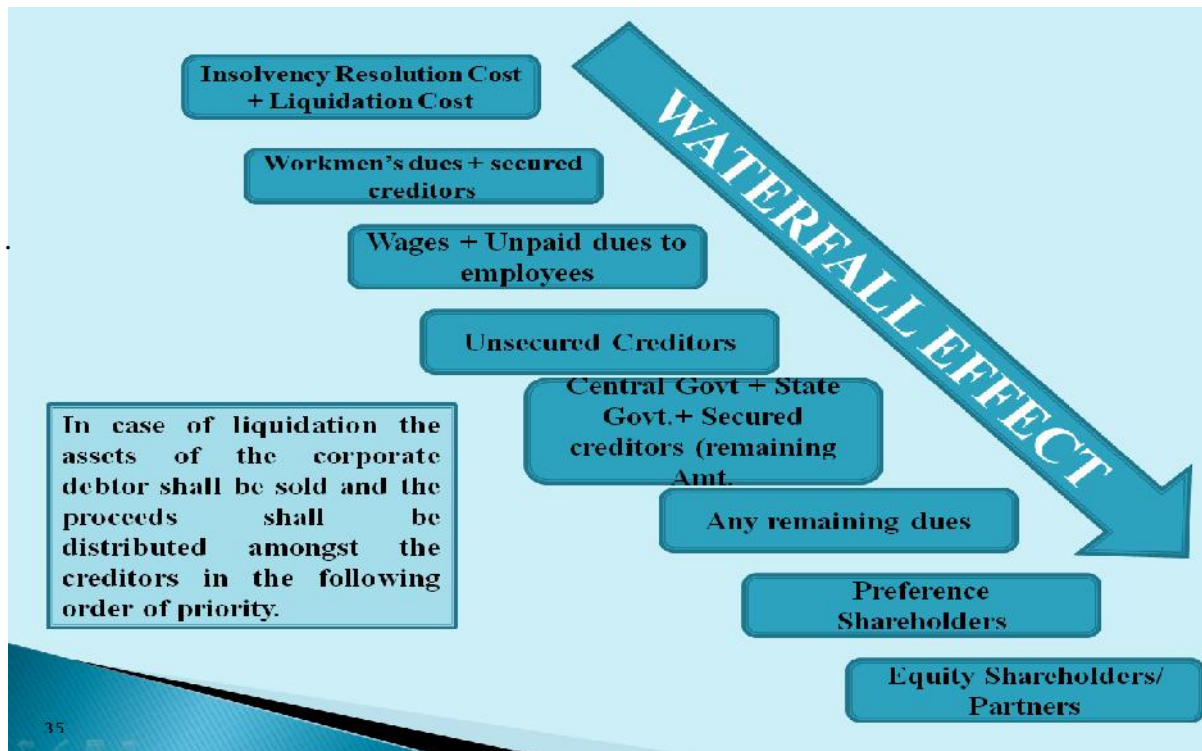 Insolvency Resolution Cost
+ Liquidation Cost
Workmen's dues + secured
creditors
Wages + Unpaid dues to
employees
Unsecured Creditors
Central Govt + State
Govt.+ Secured
creditors (remaining
Amt.
Any remaining dues
Preference
Shareholders
Equity Shareholders/
Partners
WATERFALL EFFECT
In case of liquidation the
assets of the corporate
debtor shall be sold and the
proceeds shall be
distributed amongst the
creditors in the following
order of priority.
35